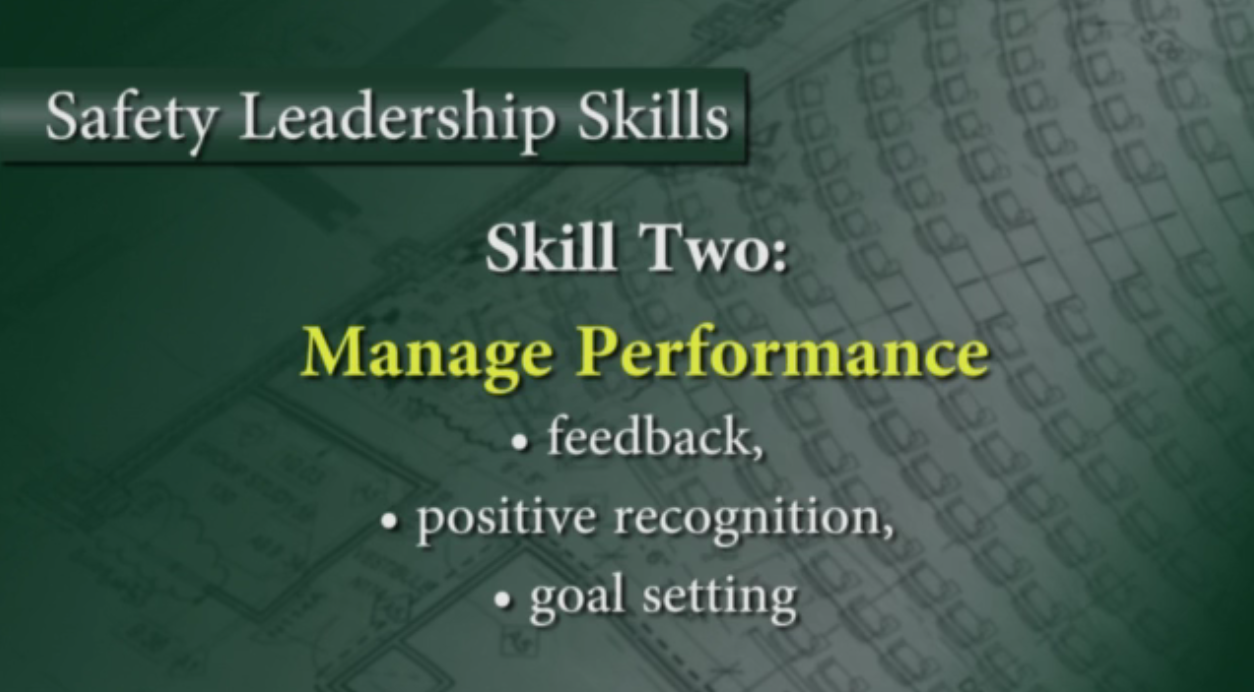 Safety Leadership Skills
Skill Two:
Manage Performance
• feedback,
• positive recognition,
• goal setting